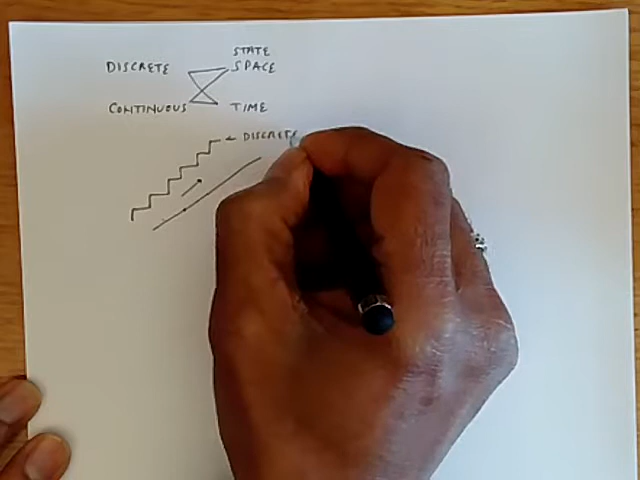 DISCRETE
STATE
SPACE
CONTINUOUS
TIME
← DISCRETE